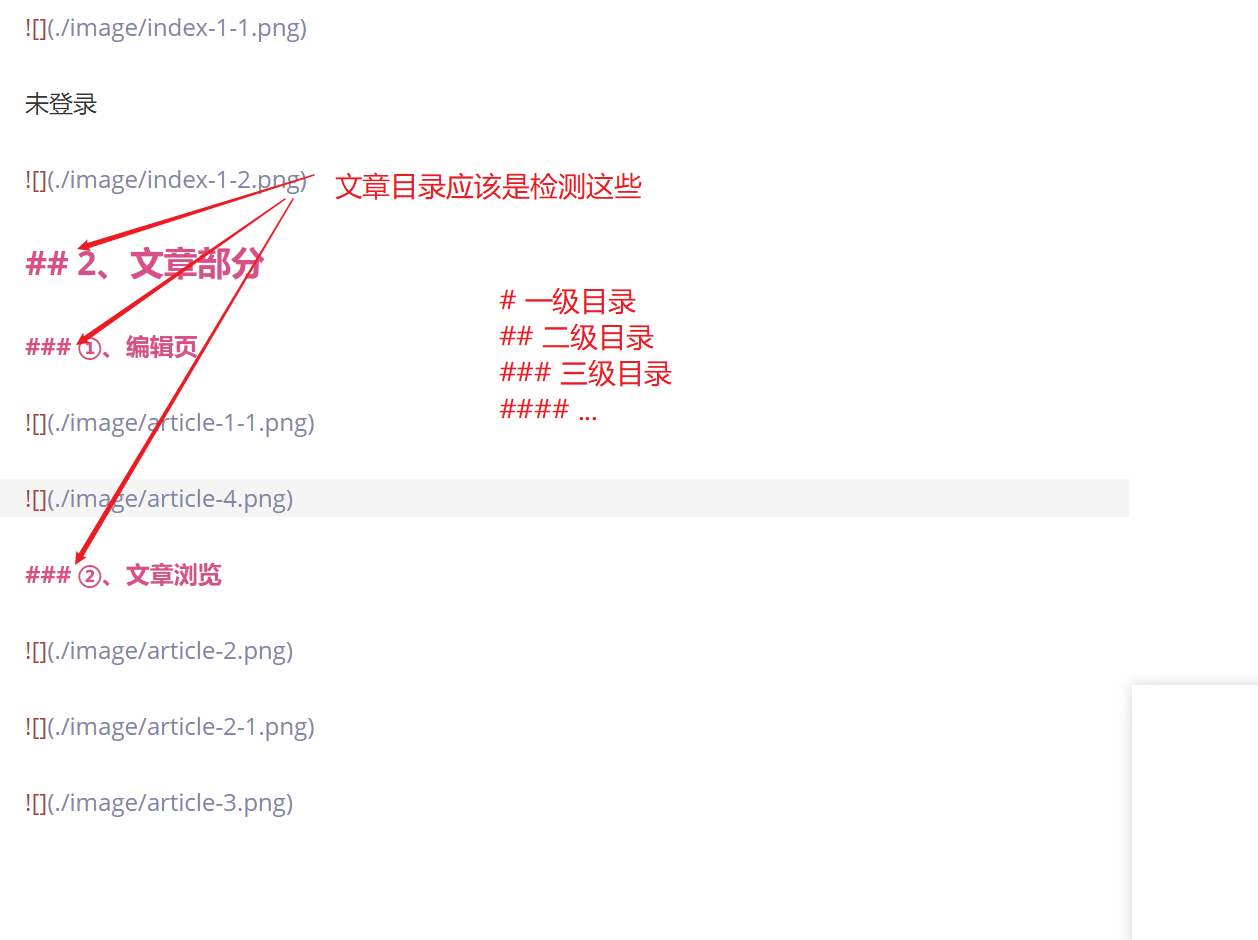 ![](./image/index-1-1.png)
未登录
![](./image/index-1-2.png)
文章目录应该是检测这些
## 2、文章部分
# 一级目录
## 二级目录
### ①、编辑页
### 三级目录
#### ...
![](./image/article-1-1.png)
![](./image/article-4.png)
### ②、文章浏览
![](./image/article-2.png)
![](./image/article-2-1.png)
![](./image/article-3.png)